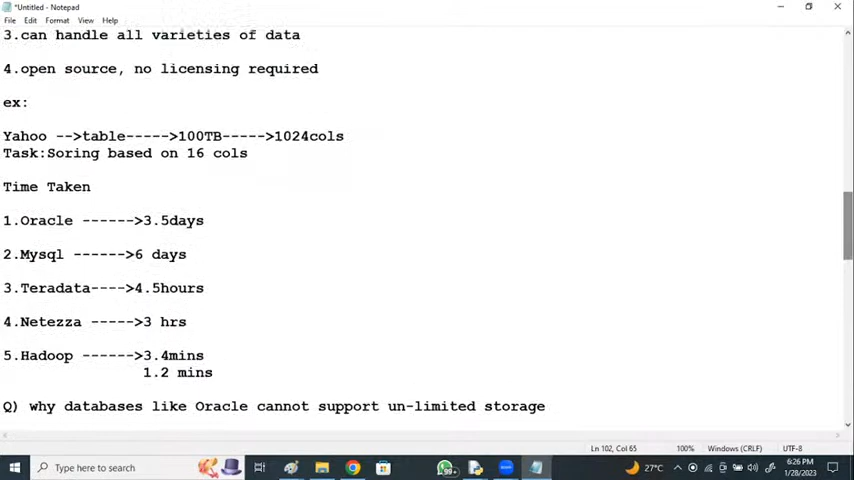 *Untitled - Notepad
File Edit Format View Help
3.can handle all varieties of data
4.open source, no licensing required
ex:
Yahoo -->table----->100TB----->1024cols
Task:Soring based on 16 cols
Time Taken
1.Oracle ------>3.5days
2.Mysql ------>6 days
3.Teradata---->4.5hours
4.Netezza ----->3 hrs
5.Hadoop ------>3.4mins
1.2 mins
Q) why databases like Oracle cannot support un-limited storage
Ln 102, Col 65 100% Windows (CRLF) UTF-8
Type here to search
99+
27°C
6:26 PM
1/28/2023